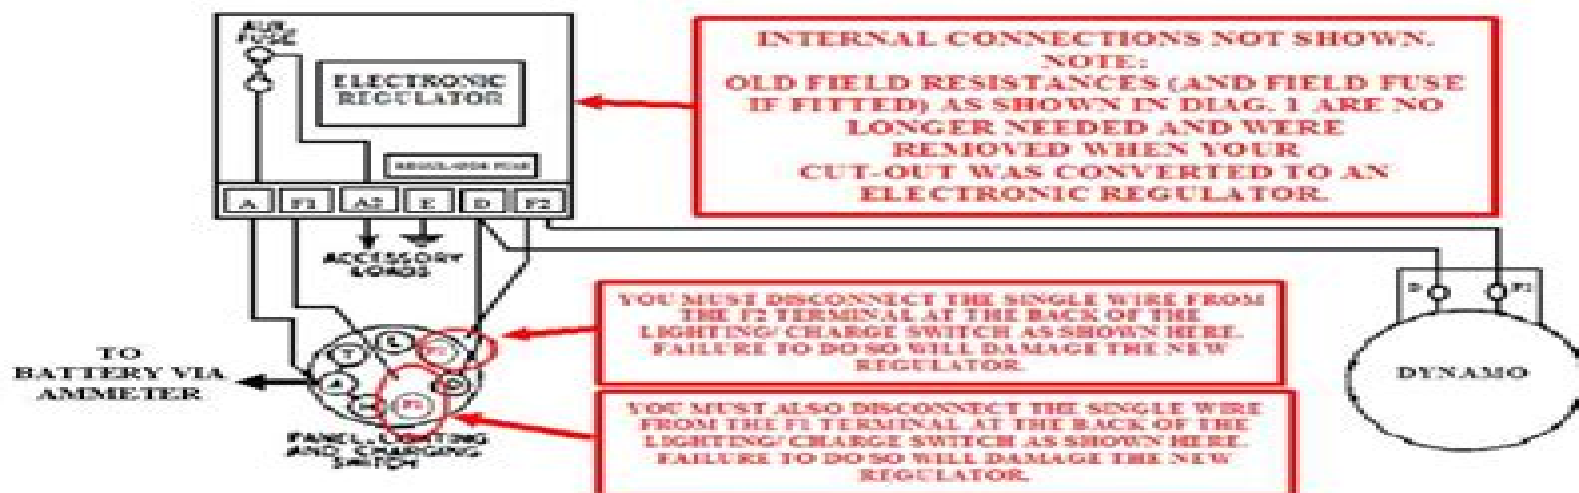 AUX.
FUSE
ELECTRONIC
REGULATOR
REGULATOR FUSE
A F1 A2 E D F2
ACCESSORY
LOADS
INTERNAL CONNECTIONS NOT SHOWN.
NOTE:
OLD FIELD RESISTANCES (AND FIELD FUSE
IF FITTED) AS SHOWN IN DIAG. 1 ARE NO
LONGER NEEDED AND WERE
REMOVED WHEN YOUR
CUT-OUT WAS CONVERTED TO AN
ELECTRONIC REGULATOR.
YOU MUST DISCONNECT THE SINGLE WIRE FROM
THE F2 TERMINAL AT THE BACK OF THE
LIGHTING/ CHARGE SWITCH AS SHOWN HERE.
FAILURE TO DO SO WILL DAMAGE THE NEW
REGULATOR.
YOU MUST ALSO DISCONNECT THE SINGLE WIRE
FROM THE F1 TERMINAL AT THE BACK OF THE
LIGHTING/ CHARGE SWITCH AS SHOWN HERE.
FAILURE TO DO SO WILL DAMAGE THE NEW
REGULATOR.
TO
BATTERY VIA
AMMETER
T
L
A
PANEL, LIGHTING
AND CHARGING
SWITCH
D
DYNAMO